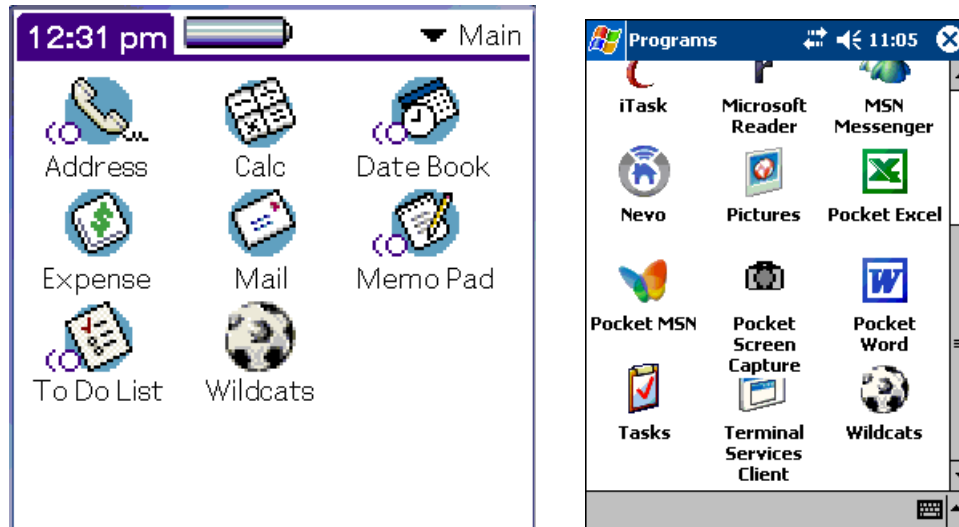 12:31 pm Main
Address Calc Date Book
Expense Mail Memo Pad
To Do List Wildcats
Programs 11:05
iTask Microsoft Reader MSN Messenger
Nevo Pictures Pocket Excel
Pocket MSN Pocket Screen Capture Pocket Word
Tasks Terminal Services Client Wildcats